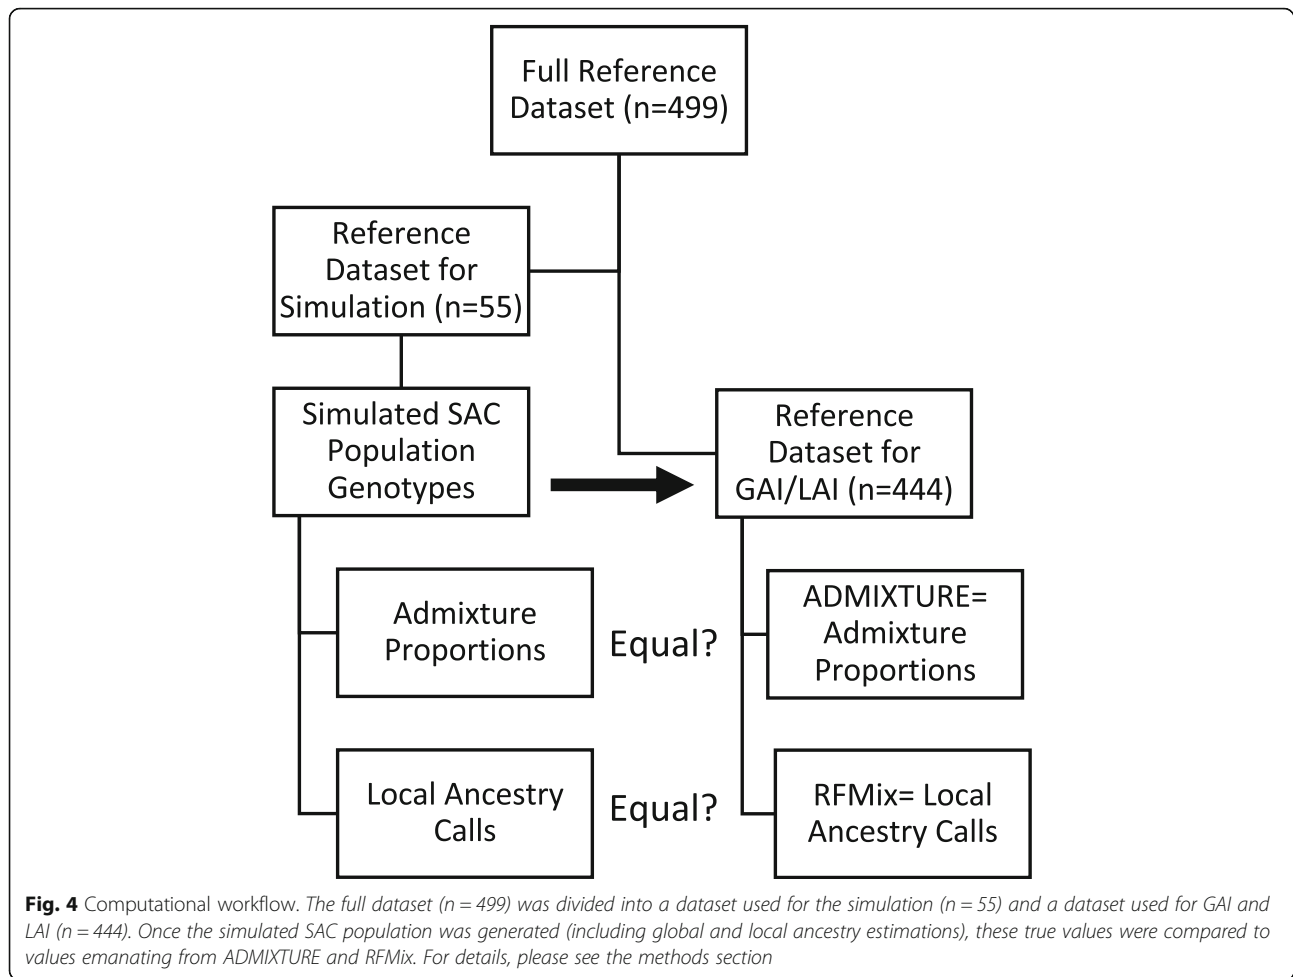 Full Reference
Dataset (n=499)
Reference
Dataset for
Simulation (n=55)
Simulated SAC
Population
Genotypes
Reference
Dataset for
GAI/LAI (n=444)
Admixture
Proportions
Equal?
ADMIXTURE=
Admixture
Proportions
Local Ancestry
Calls
Equal?
RFMix= Local
Ancestry Calls
Fig. 4 Computational workflow. The full dataset (n = 499) was divided into a dataset used for the simulation (n = 55) and a dataset used for GAI and
LAI (n = 444). Once the simulated SAC population was generated (including global and local ancestry estimations), these true values were compared to
values emanating from ADMIXTURE and RFMix. For details, please see the methods section